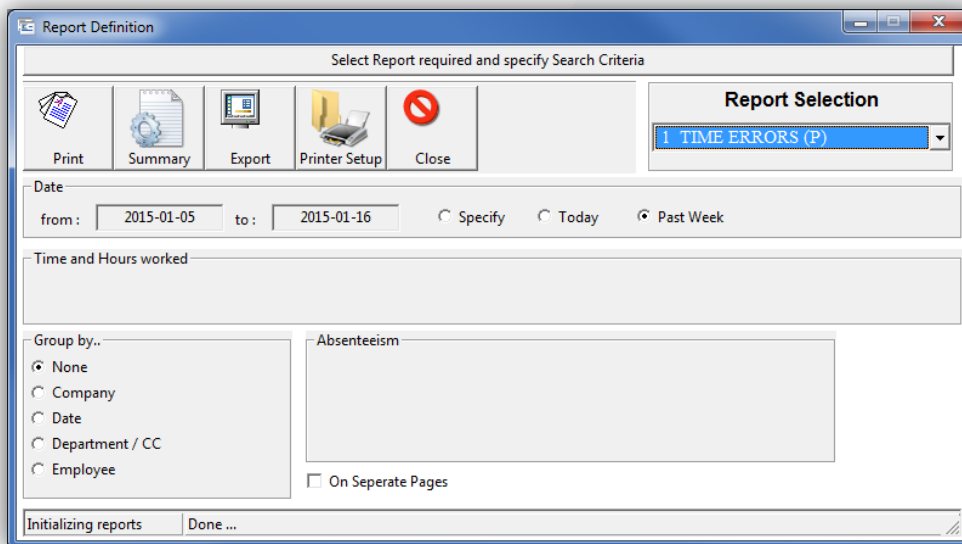 Report Definition
Select Report required and specify Search Criteria
Print Summary Export Printer Setup Close
Report Selection
1 TIME ERRORS (P)
Date
from : 2015-01-05 to : 2015-01-16 Specify Today Past Week
Time and Hours worked
Group by..
None
Company
Date
Department / CC
Employee
Absenteeism
On Seperate Pages
Initializing reports Done ...